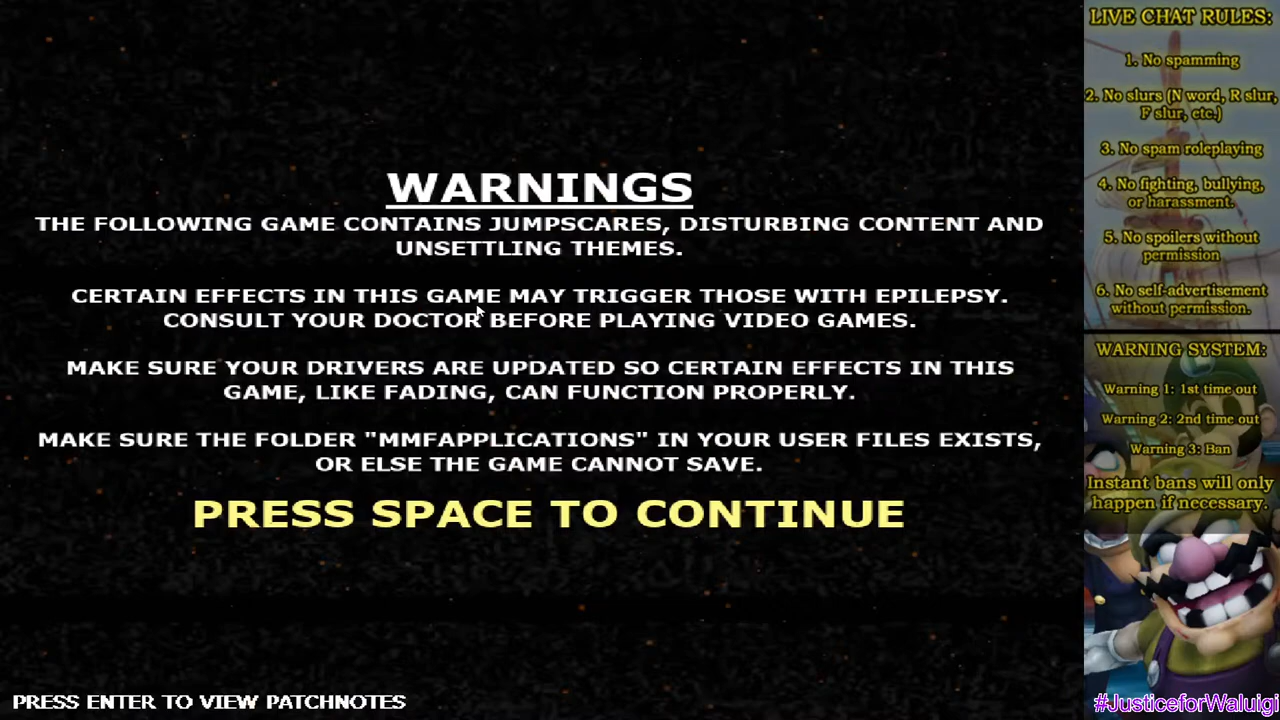 WARNINGS
THE FOLLOWING GAME CONTAINS JUMPSCARES, DISTURBING CONTENT AND
UNSETTLING THEMES.
CERTAIN EFFECTS IN THIS GAME MAY TRIGGER THOSE WITH EPILEPSY.
CONSULT YOUR DOCTOR BEFORE PLAYING VIDEO GAMES.
MAKE SURE YOUR DRIVERS ARE UPDATED SO CERTAIN EFFECTS IN THIS
GAME, LIKE FADING, CAN FUNCTION PROPERLY.
MAKE SURE THE FOLDER "MMFAPPLICATIONS" IN YOUR USER FILES EXISTS,
OR ELSE THE GAME CANNOT SAVE.
PRESS SPACE TO CONTINUE
PRESS ENTER TO VIEW PATCHNOTES
LIVE CHAT RULES:
1. No spamming
2. No slurs (N word, R slur,
F slur, etc.)
3. No spam roleplaying
4. No fighting, bullying,
or harassment.
5. No spoilers without
permission
6. No self-advertisement
without permission.
WARNING SYSTEM:
Warning 1: 1st time out
Warning 2: 2nd time out
Warning 3: Ban
Instant bans will only
happen if necessary.
#JusticeforWaluigi